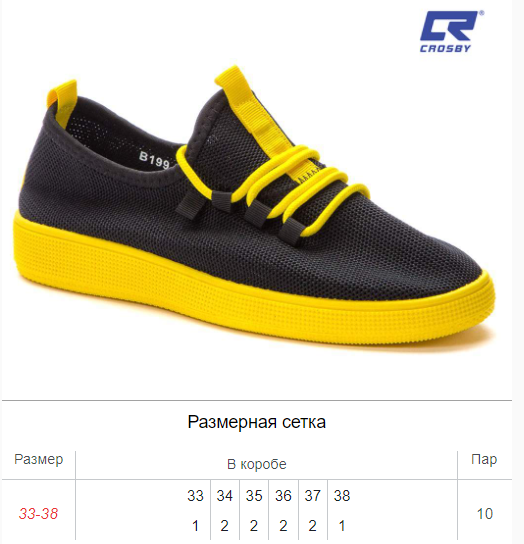 CR®
CROSBY
B199
Размерная сетка
Размер В коробе Пар
33 34 35 36 37 38
33-38 10
1 2 2 2 2 1